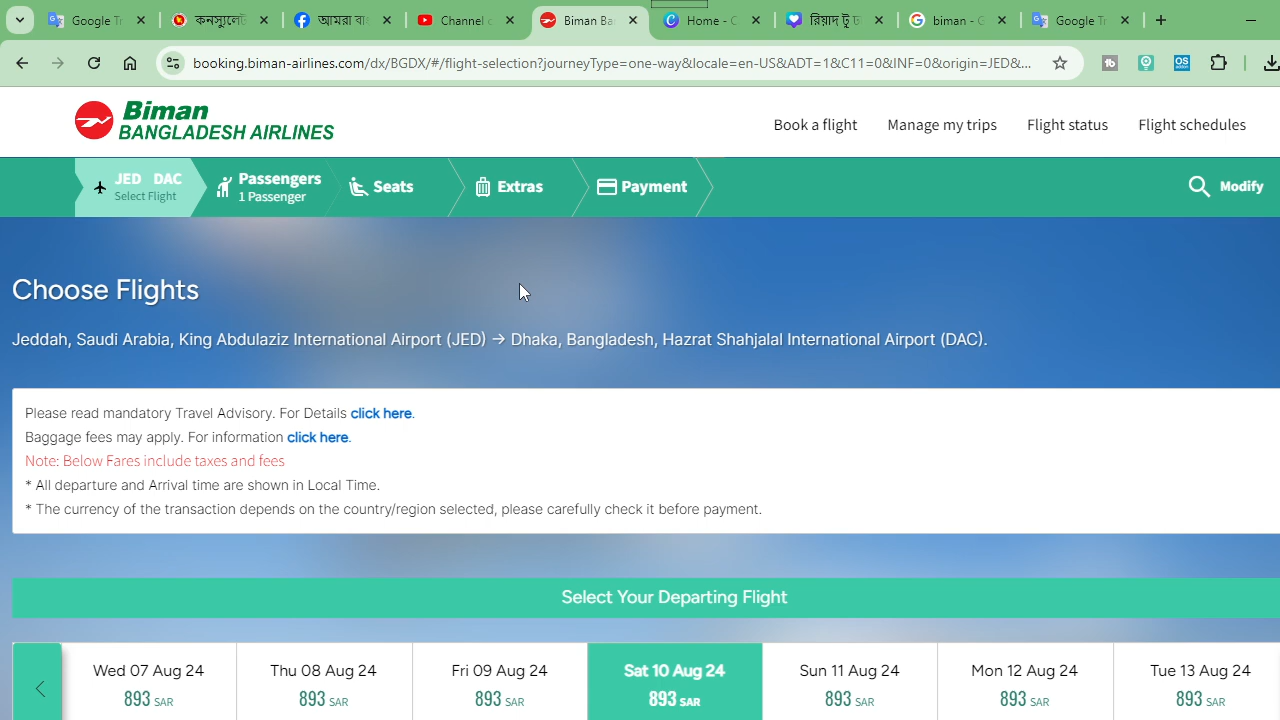 Google Tr
কনস্যুলেট
আমরা বাং
Channel c
Biman Ba
Home - C
রিয়াদ টু ঢ
biman - G
Google Tr
booking.biman-airlines.com/dx/BGDX/#/flight-selection?journeyType=one-way&locale=en-US&ADT=1&C11=0&INF=0&origin=JED&...
Biman
BANGLADESH AIRLINES
Book a flight
Manage my trips
Flight status
Flight schedules
JED DAC
Select Flight
Passengers
1 Passenger
Seats
Extras
Payment
Modify
Choose Flights
Jeddah, Saudi Arabia, King Abdulaziz International Airport (JED) → Dhaka, Bangladesh, Hazrat Shahjalal International Airport (DAC).
Please read mandatory Travel Advisory. For Details click here.
Baggage fees may apply. For information click here.
Note: Below Fares include taxes and fees
* All departure and Arrival time are shown in Local Time.
* The currency of the transaction depends on the country/region selected, please carefully check it before payment.
Select Your Departing Flight
Wed 07 Aug 24
893 SAR
Thu 08 Aug 24
893 SAR
Fri 09 Aug 24
893 SAR
Sat 10 Aug 24
893 SAR
Sun 11 Aug 24
893 SAR
Mon 12 Aug 24
893 SAR
Tue 13 Aug 24
893 SAR